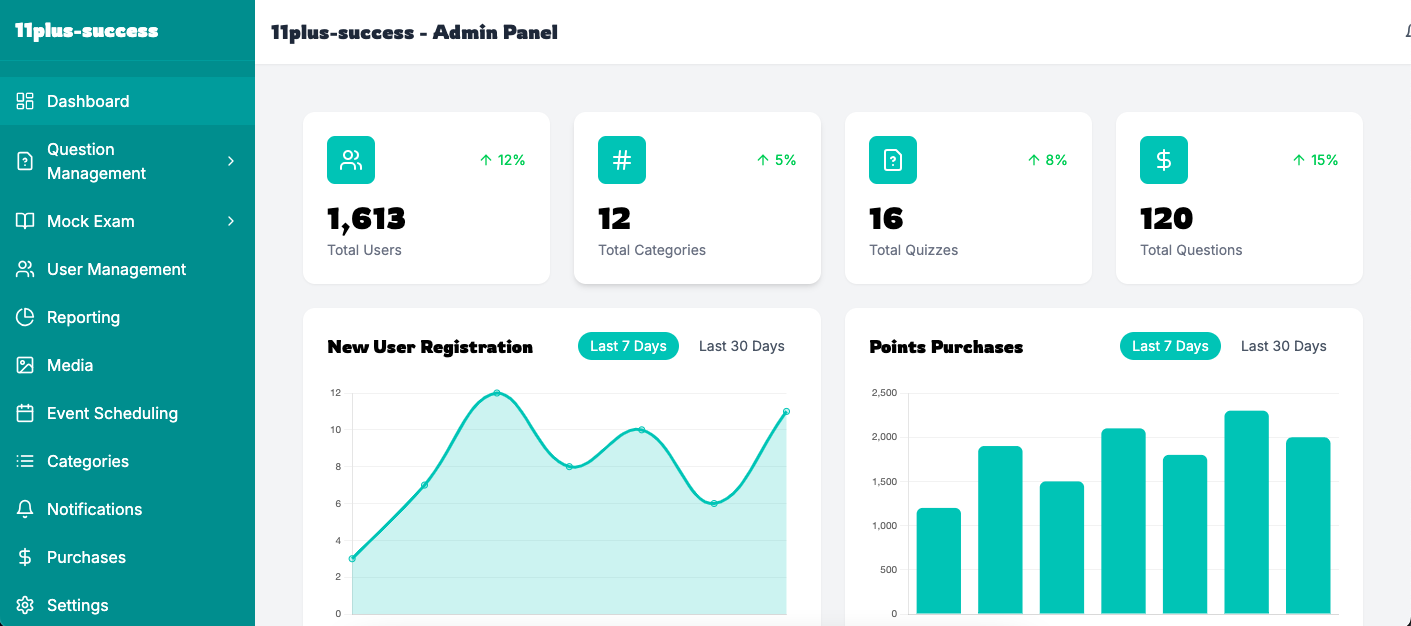 11plus-success
11plus-success - Admin Panel
Dashboard
Question
Management
Mock Exam
User Management
Reporting
Media
Event Scheduling
Categories
Notifications
Purchases
Settings
12%
1,613
Total Users
5%
12
Total Categories
8%
16
Total Quizzes
15%
120
Total Questions
New User Registration
Last 7 Days
Last 30 Days
12
10
8
6
4
2
0
Points Purchases
Last 7 Days
Last 30 Days
2,500
2,000
1,500
1,000
500
0